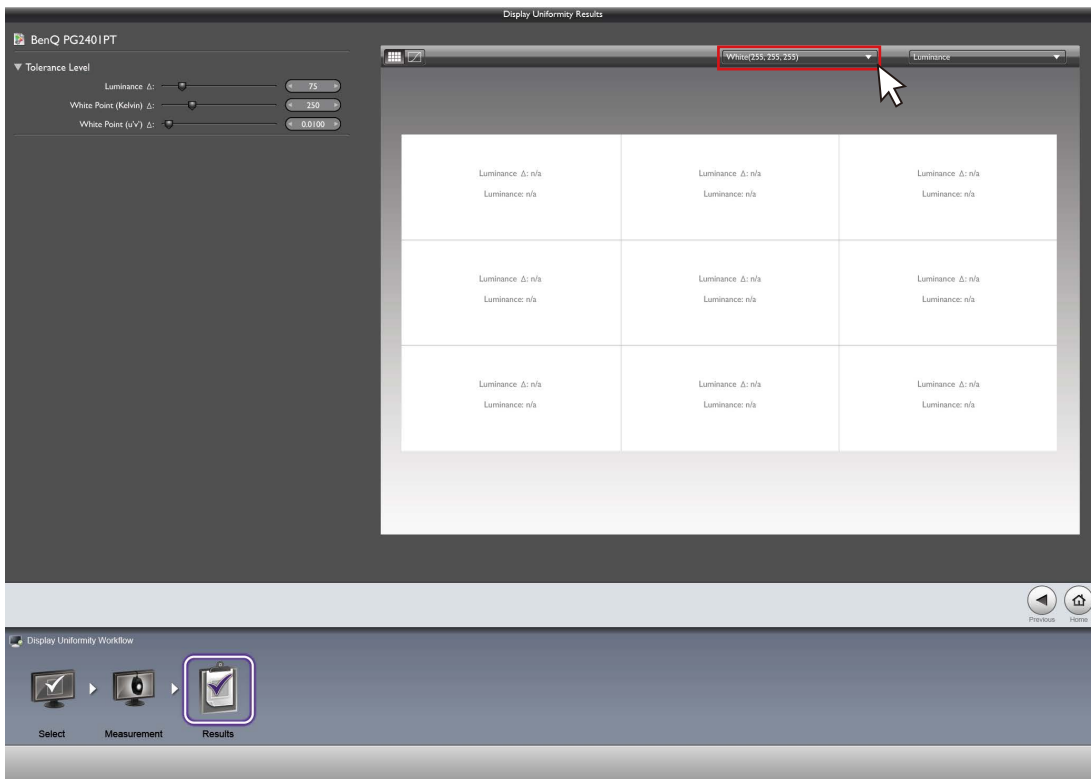 Display Uniformity Results
BenQ PG2401PT
Tolerance Level
Luminance Δ: 75
White Point (Kelvin) Δ: 250
White Point (u'v') Δ: 0.0100
White(255, 255, 255) Luminance
Luminance Δ: n/a Luminance Δ: n/a Luminance Δ: n/a
Luminance: n/a Luminance: n/a Luminance: n/a
Luminance Δ: n/a Luminance Δ: n/a Luminance Δ: n/a
Luminance: n/a Luminance: n/a Luminance: n/a
Luminance Δ: n/a Luminance Δ: n/a Luminance Δ: n/a
Luminance: n/a Luminance: n/a Luminance: n/a
Previous Home
Display Uniformity Workflow
Select Measurement Results